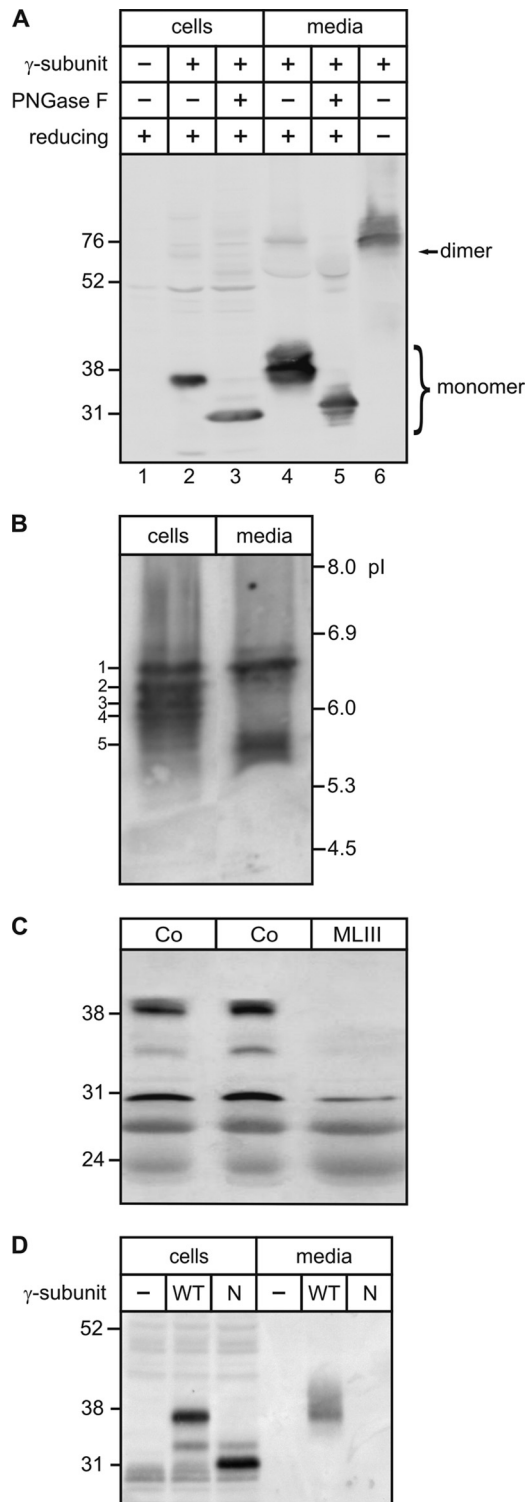 A
cells media
γ-subunit – + + + + +
PNGase F – – + – + –
reducing + + + + + –
76
dimer
52
38
monomer
31
1 2 3 4 5 6
B
cells media
8.0 pI
6.9
1
2
3
6.0
4
5
5.3
4.5
C
Co Co MLIII
38
31
24
D
cells media
γ-subunit – WT N – WT N
52
38
31